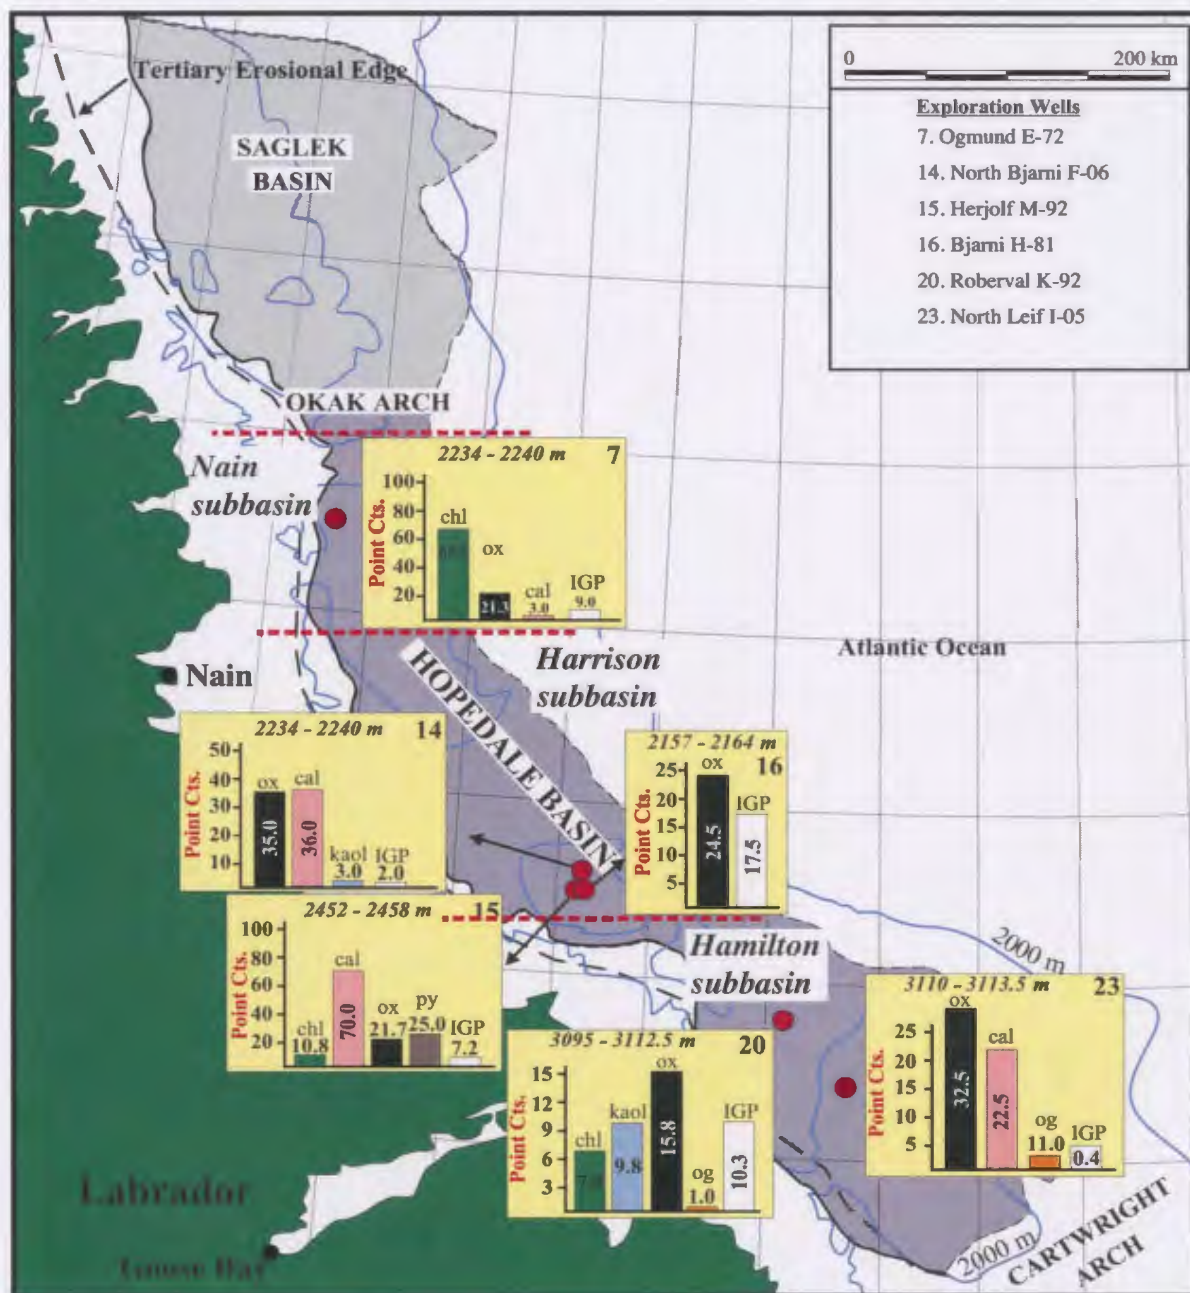 0 200 km
Exploration Wells
7. Ogmund E-72
14. North Bjarni F-06
15. Herjolf M-92
16. Bjarni H-81
20. Roberval K-92
23. North Leif I-05
Tertiary Erosional Edge
SAGLEK
BASIN
OKAK ARCH
Nain
subbasin
2234 - 2240 m 7
Point Cts.
100
80
60
40
20
chl
ox
21.3
cal
3.0
IGP
9.0
Nain
HOPEDALE BASIN
Harrison
subbasin
Atlantic Ocean
2234 - 2240 m 14
Point Cts.
50
40
30
20
10
ox
35.0
cal
36.0
kaol
3.0
IGP
2.0
2157 - 2164 m
16
Point Cts.
25
20
15
10
5
ox
24.5
IGP
17.5
2452 - 2458 m 15
Point Cts.
100
80
60
40
20
chl
10.8
cal
70.0
ox
21.7
py
25.0
IGP
7.2
Hamilton
subbasin
2000 m
3095 - 3112.5 m 20
Point Cts.
15
12
9
6
3
chl
kaol
9.8
ox
15.8
og
1.0
IGP
10.3
3110 - 3113.5 m 23
Point Cts.
25
20
15
10
5
ox
32.5
cal
22.5
og
11.0
IGP
0.4
Labrador
Goose Bay
2000 m
CARTWRIGHT
ARCH